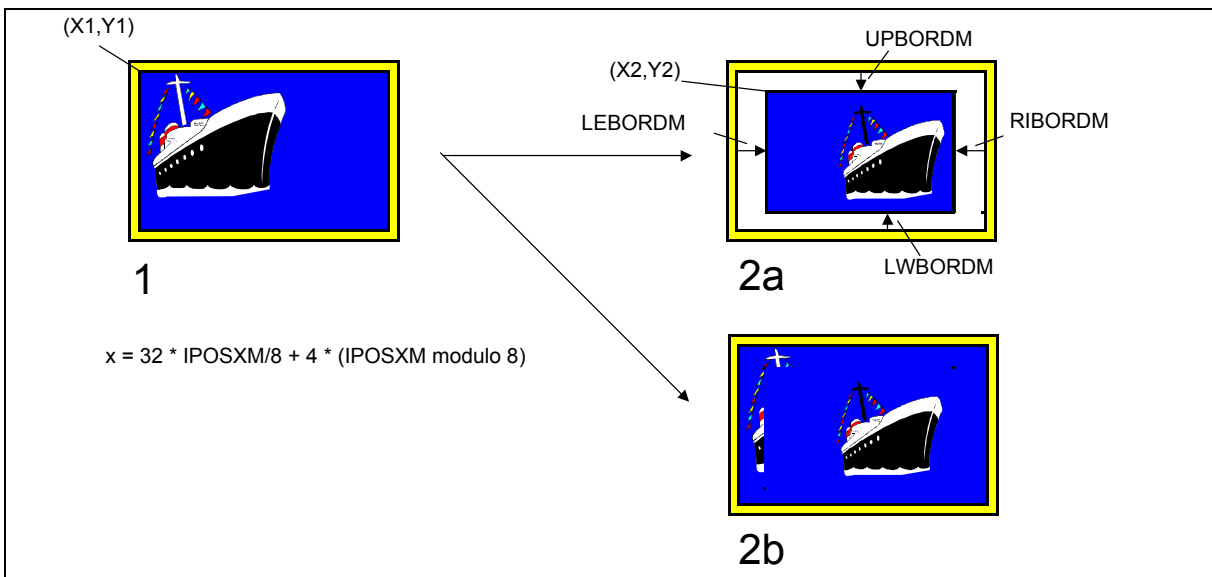 (X1,Y1)
UPBORDM
(X2,Y2)
LEBORDM
RIBORDM
LWBORDM
1
2a
x = 32 * IPOSXM/8 + 4 * (IPOSXM modulo 8)
2b